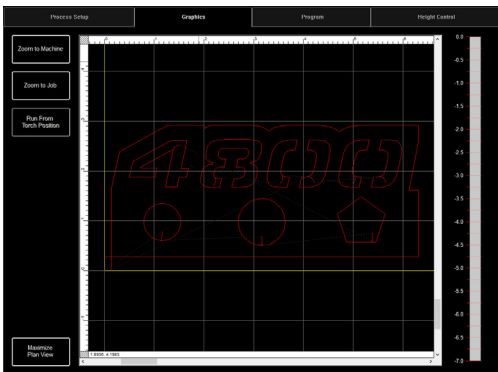 Process Setup
Graphics
Program
Height Control
Zoom to Machine
Zoom to Job
Run From
Torch Position
Maximize
Plan View
4800
0.0
-0.5
-1.0
-1.5
-2.0
-2.5
-3.0
-3.5
-4.0
-4.5
-5.0
-5.5
-6.0
-6.5
-7.0